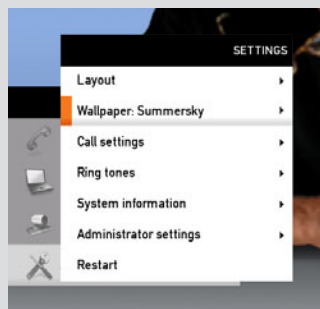 SETTINGS
Layout
Wallpaper: Summersky
Call settings
Ring tones
System information
Administrator settings
Restart